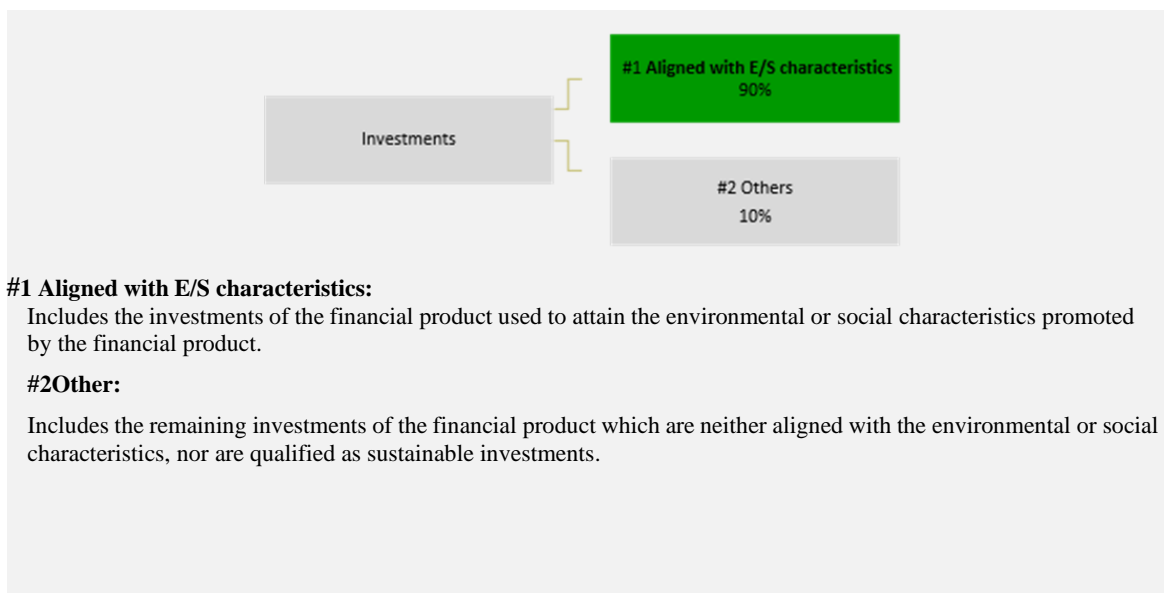 #1 Aligned with E/S characteristics
90%
Investments
#2 Others
10%
#1 Aligned with E/S characteristics:
Includes the investments of the financial product used to attain the environmental or social characteristics promoted
by the financial product.
#2Other:
Includes the remaining investments of the financial product which are neither aligned with the environmental or social
characteristics, nor are qualified as sustainable investments.